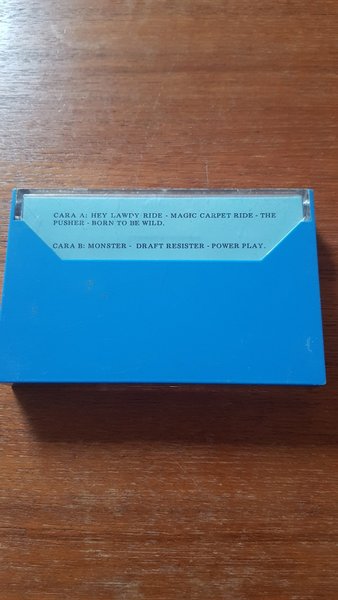 CARA A: HEY LAWDY RIDE - MAGIC CARPET RIDE - THE
PUSHER - BORN TO BE WILD.
CARA B: MONSTER - DRAFT RESISTER - POWER PLAY.